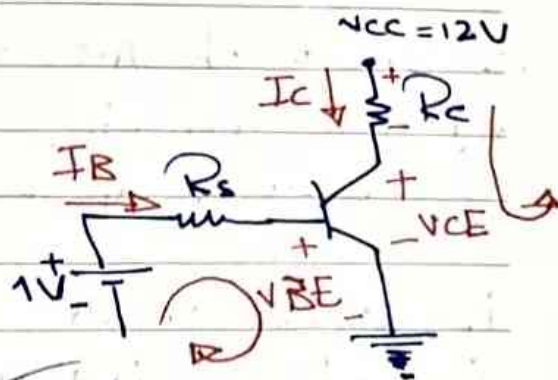 VCC = 12V
IC
+
RC
-
IB
RS
+
VCE
-
+
1V
-
+
VBE
-